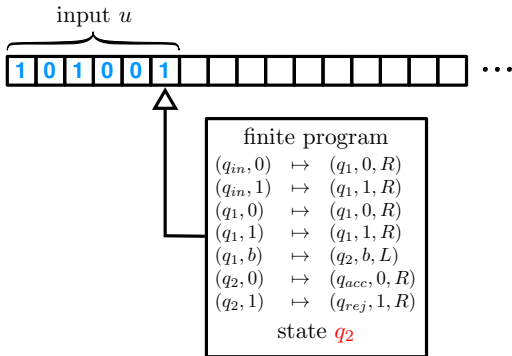 input u
1 0 1 0 0 1
...
finite program
(q_in, 0) ↦ (q_1, 0, R)
(q_in, 1) ↦ (q_1, 1, R)
(q_1, 0) ↦ (q_1, 0, R)
(q_1, 1) ↦ (q_1, 1, R)
(q_1, b) ↦ (q_2, b, L)
(q_2, 0) ↦ (q_acc, 0, R)
(q_2, 1) ↦ (q_rej, 1, R)
state q_2